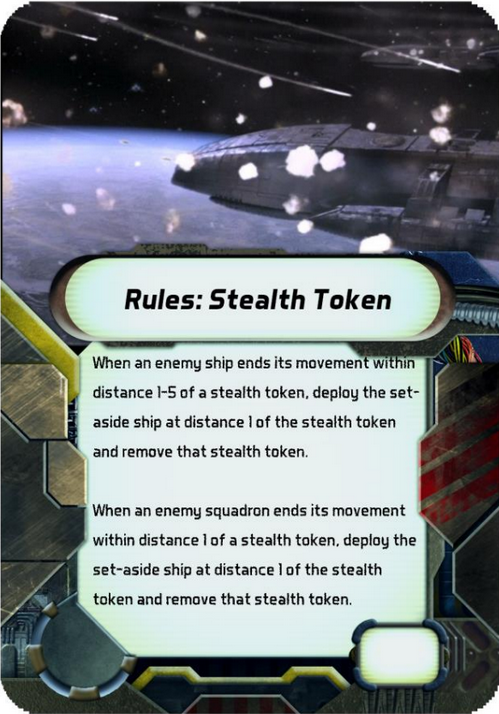 Rules: Stealth Token
When an enemy ship ends its movement within
distance 1-5 of a stealth token, deploy the set-
aside ship at distance 1 of the stealth token
and remove that stealth token.
When an enemy squadron ends its movement
within distance 1 of a stealth token, deploy the
set-aside ship at distance 1 of the stealth
token and remove that stealth token.